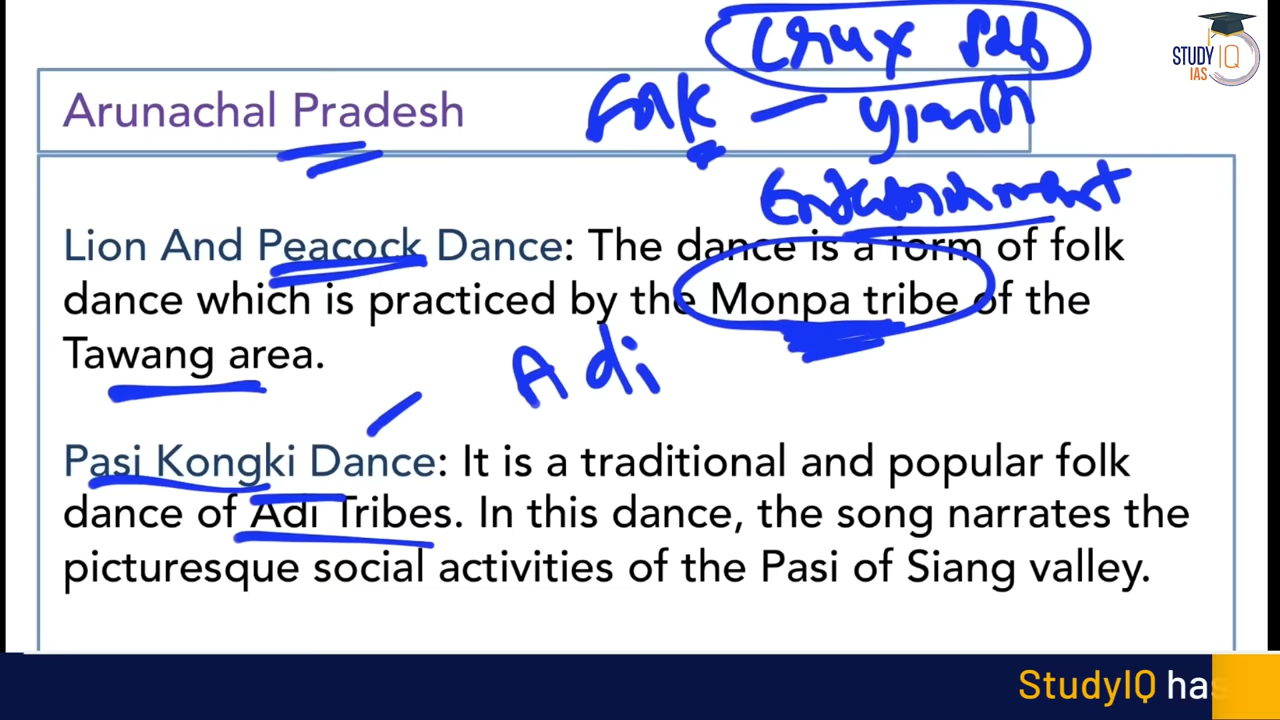 Crux Pdf
STUDY IQ
IAS
Arunachal Pradesh
Folk —
Entertainment
Lion And Peacock Dance: The dance is a form of folk
dance which is practiced by the Monpa tribe of the
Tawang area.
Adi
Pasi Kongki Dance: It is a traditional and popular folk
dance of Adi Tribes. In this dance, the song narrates the
picturesque social activities of the Pasi of Siang valley.
StudyIQ has